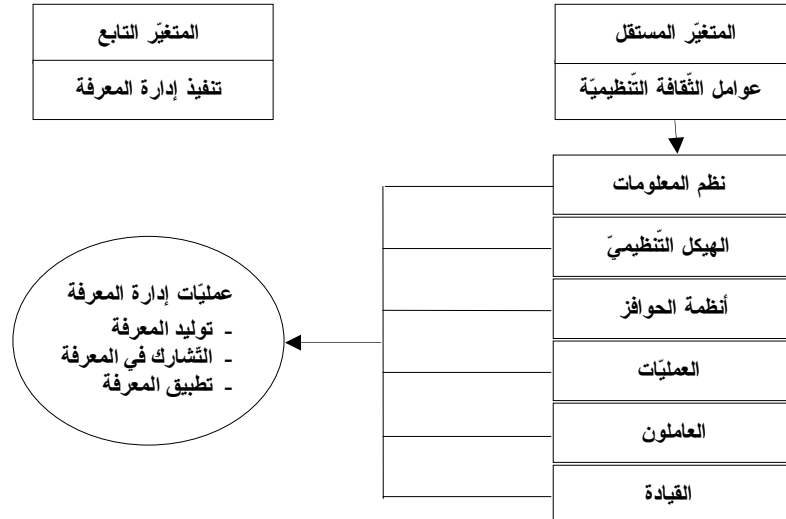 المتغيّر المستقل
عوامل الثّقافة التّنظيميّة
نظم المعلومات
الهيكل التّنظيميّ
أنظمة الحوافز
العمليّات
العاملون
القيادة
المتغيّر التابع
تنفيذ إدارة المعرفة
عمليّات إدارة المعرفة
- توليد المعرفة
- التّشارك في المعرفة
- تطبيق المعرفة